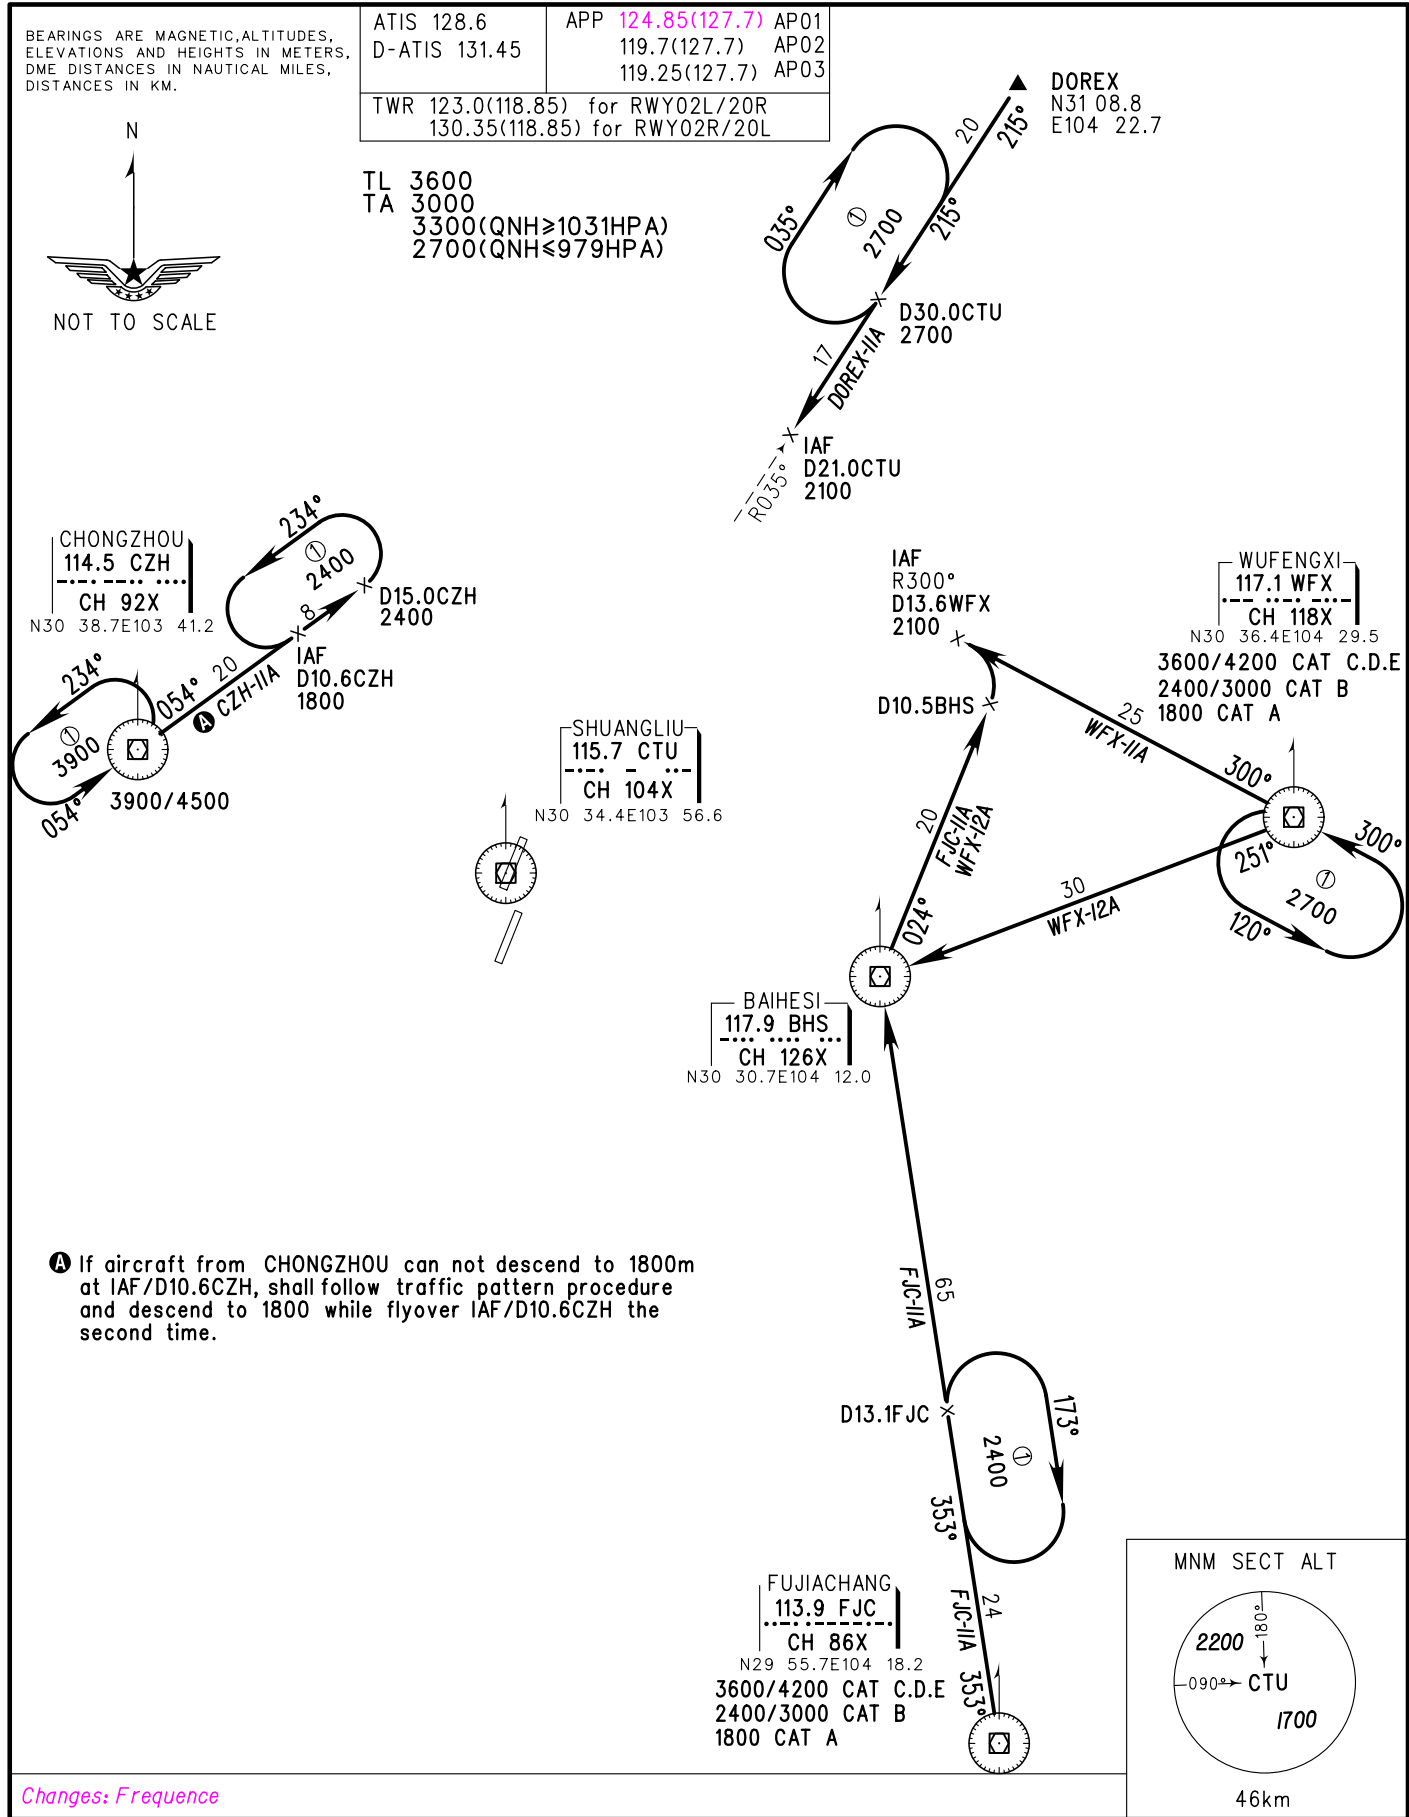 BEARINGS ARE MAGNETIC,ALTITUDES,
ELEVATIONS AND HEIGHTS IN METERS,
DME DISTANCES IN NAUTICAL MILES,
DISTANCES IN KM.
ATIS 128.6
D-ATIS 131.45
APP 124.85(127.7) AP01
119.7(127.7) AP02
119.25(127.7) AP03
TWR 123.0(118.85) for RWY02L/20R
130.35(118.85) for RWY02R/20L
N
NOT TO SCALE
TL 3600
TA 3000
3300(QNH≥1031HPA)
2700(QNH≤979HPA)
DOREX
N31 08.8
E104 22.7
20
215°
035°
①
2700
215°
D30.0CTU
2700
17
DOREX-11A
IAF
D21.0CTU
2100
R035°
CHONGZHOU
114.5 CZH
CH 92X
N30 38.7E103 41.2
234°
①
2400
8
D15.0CZH
2400
IAF
D10.6CZH
1800
234°
①
3900
054°
054°
20
A CZH-11A
3900/4500
SHUANGLIU
115.7 CTU
CH 104X
N30 34.4E103 56.6
IAF
R300°
D13.6WFX
2100
D10.5BHS
WUFENGXI
117.1 WFX
CH 118X
N30 36.4E104 29.5
3600/4200 CAT C.D.E
2400/3000 CAT B
1800 CAT A
25
WFX-11A
300°
300°
①
2700
120°
251°
30
WFX-12A
20
FJC-11A
WFX-12A
024°
BAIHESI
117.9 BHS
CH 126X
N30 30.7E104 12.0
A If aircraft from CHONGZHOU can not descend to 1800m
at IAF/D10.6CZH, shall follow traffic pattern procedure
and descend to 1800 while flyover IAF/D10.6CZH the
second time.
65
FJC-11A
D13.1FJC
173°
①
2400
353°
24
FJC-11A
353°
FUJIACHANG
113.9 FJC
CH 86X
N29 55.7E104 18.2
3600/4200 CAT C.D.E
2400/3000 CAT B
1800 CAT A
MNM SECT ALT
180°
2200
090°
CTU
1700
46km
Changes: Frequence